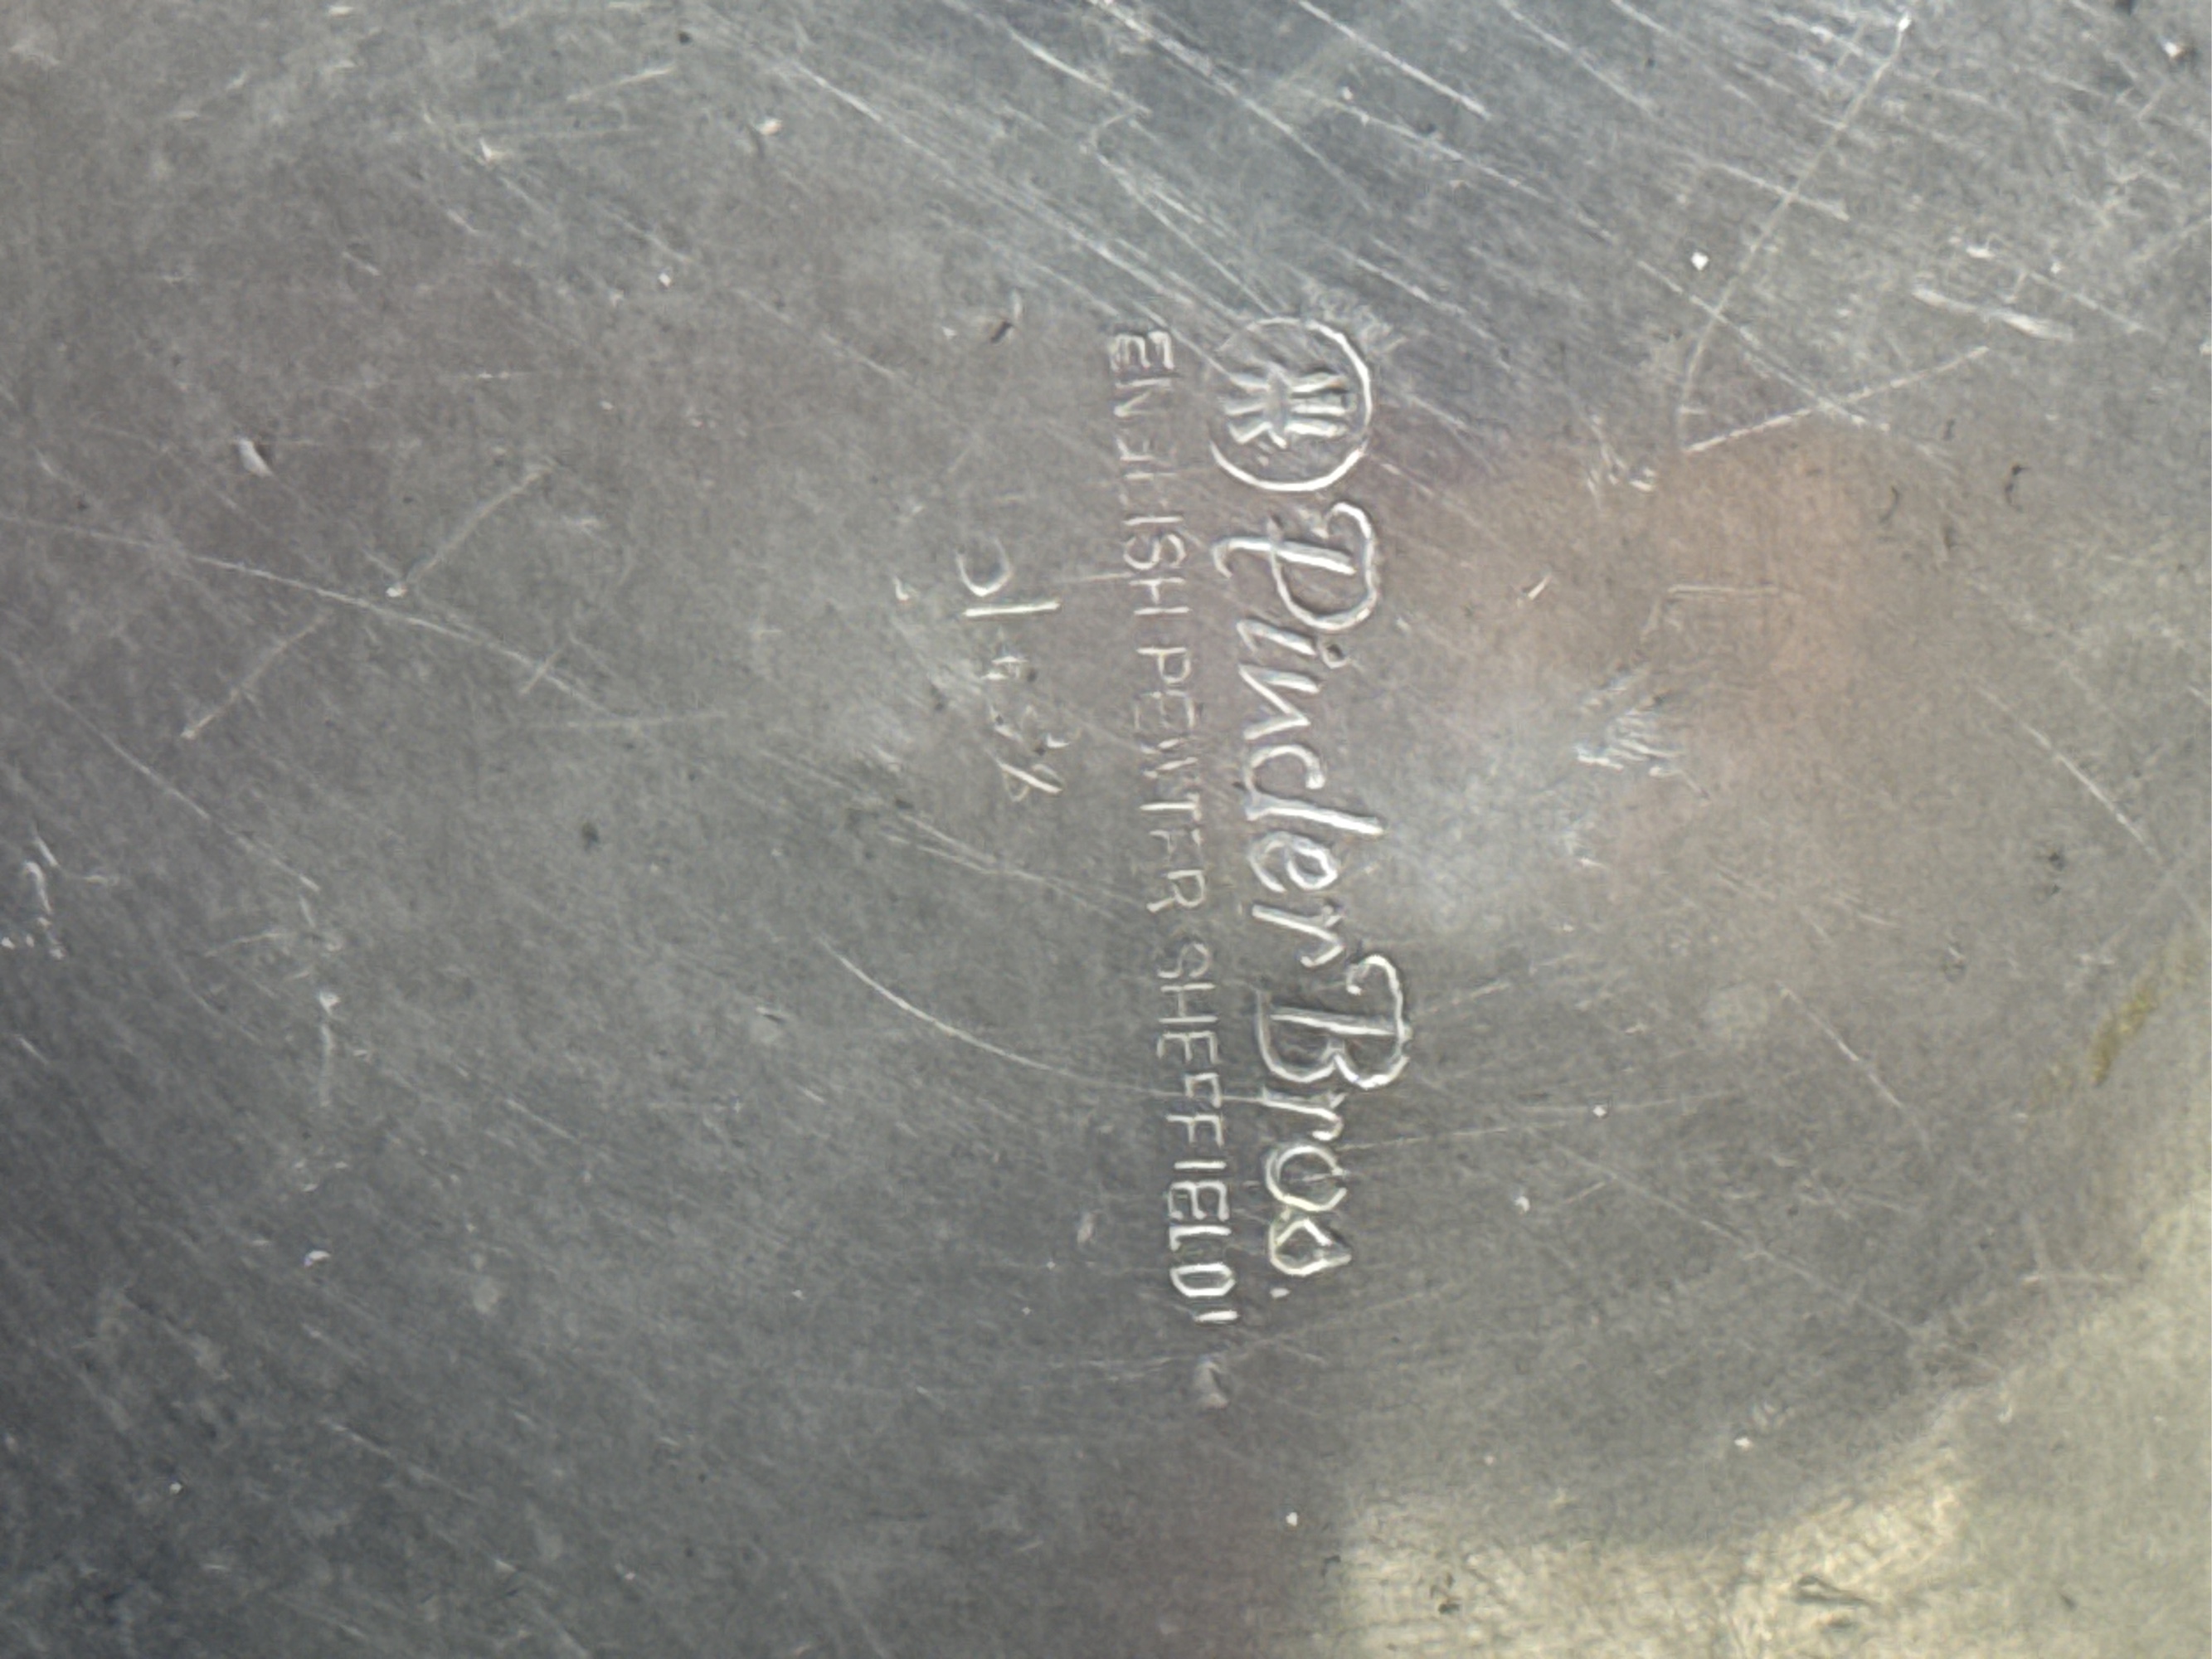 Pinder Bros.
ENGLISH PEWTER SHEFFIELD